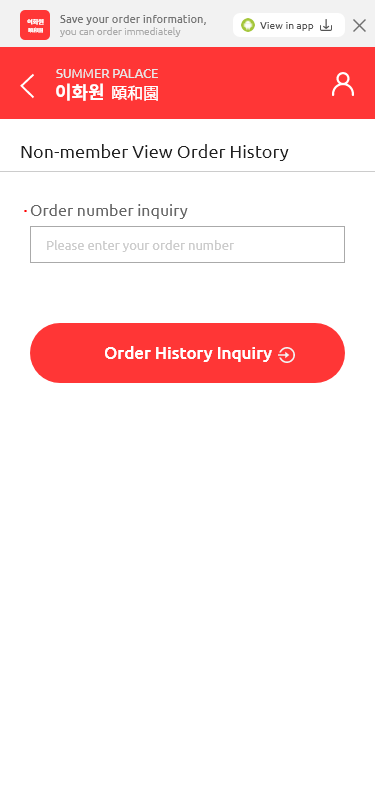 이화원
頤和園
Save your order information,
you can order immediately
View in app
SUMMER PALACE
이화원 頤和園
Non-member View Order History
Order number inquiry
Please enter your order number
Order History Inquiry